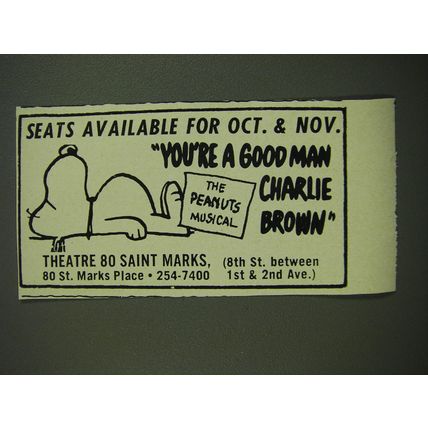 SEATS AVAILABLE FOR OCT. & NOV.
"YOU'RE A GOOD MAN
CHARLIE
BROWN"
THE
PEANUTS
MUSICAL
THEATRE 80 SAINT MARKS,
80 St. Marks Place • 254-7400
(8th St. between
1st & 2nd Ave.)